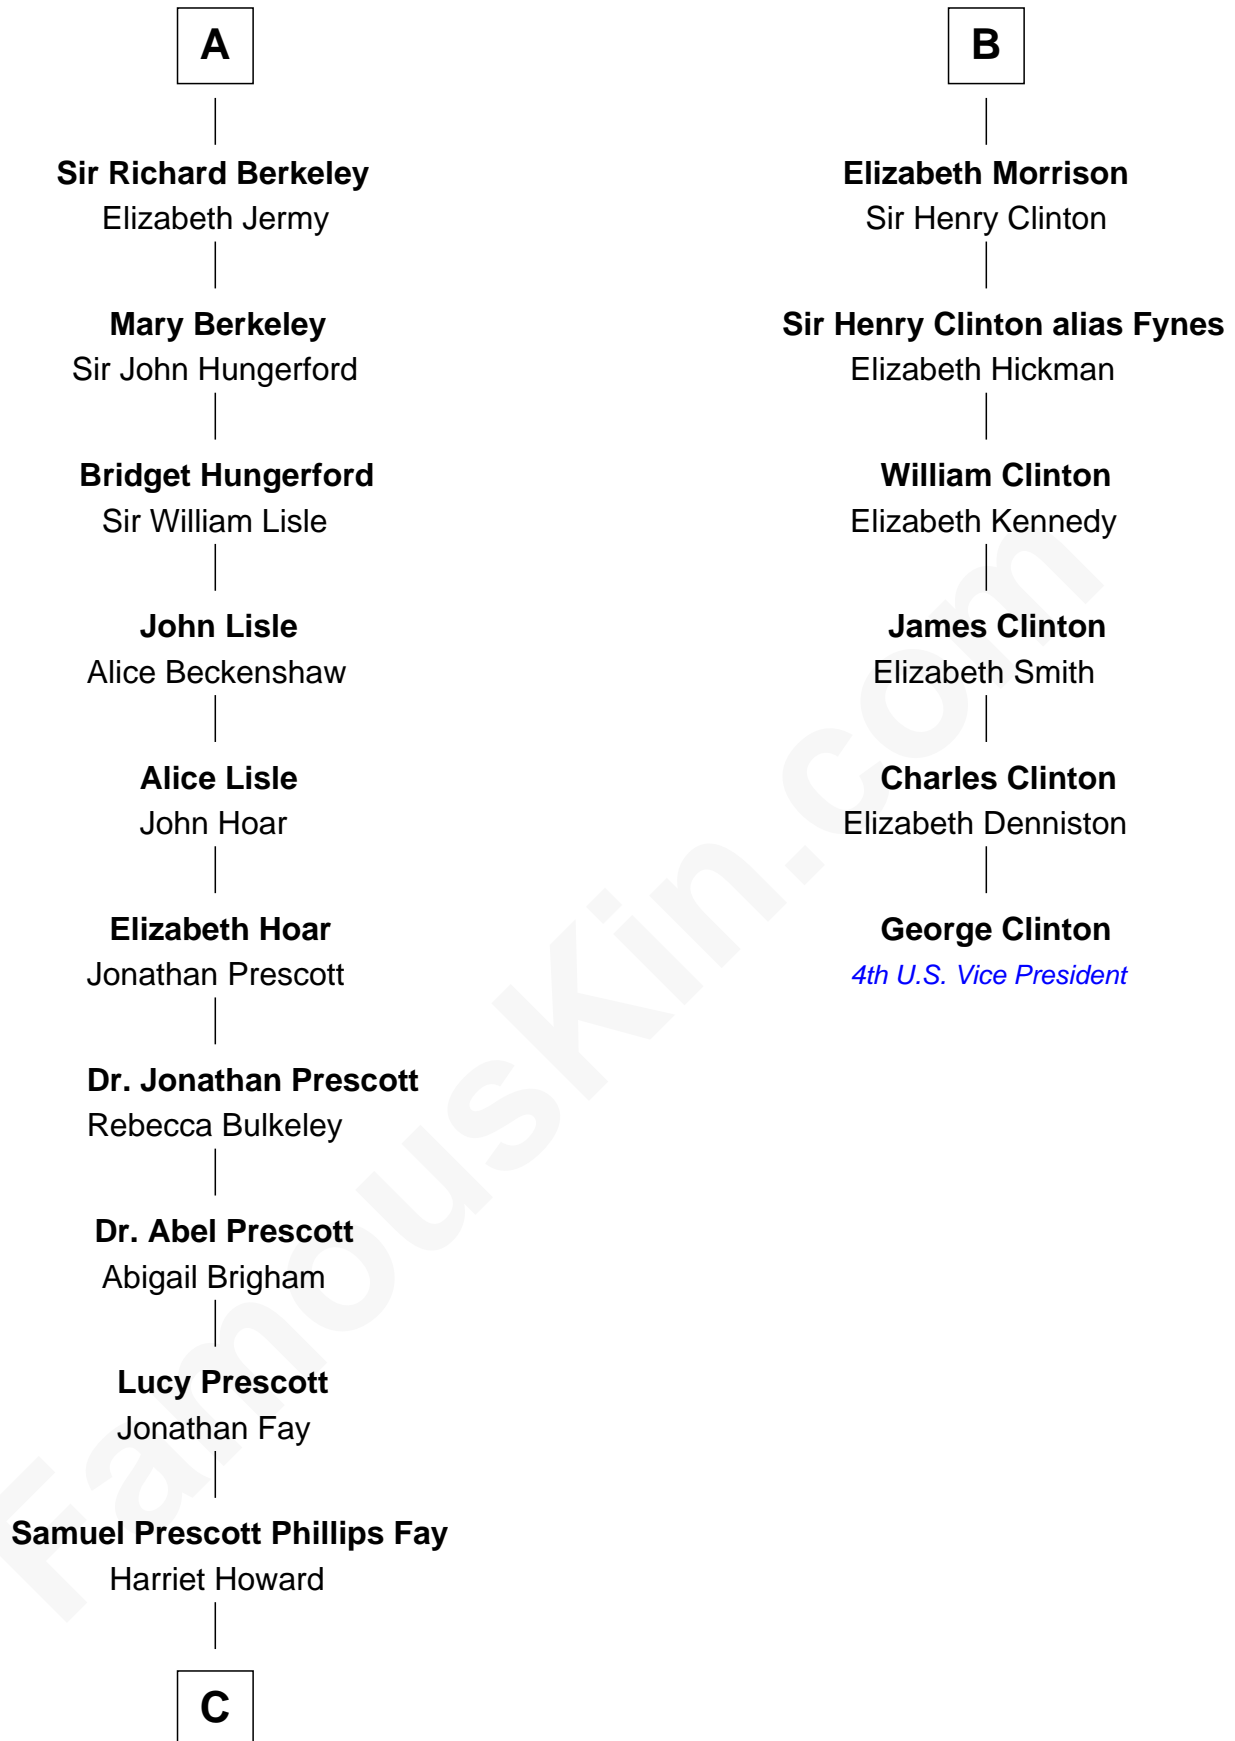 A
Sir Richard Berkeley
Elizabeth Jermy
Mary Berkeley
Sir John Hungerford
Bridget Hungerford
Sir William Lisle
John Lisle
Alice Beckenshaw
Alice Lisle
John Hoar
Elizabeth Hoar
Jonathan Prescott
Dr. Jonathan Prescott
Rebecca Bulkeley
Dr. Abel Prescott
Abigail Brigham
Lucy Prescott
Jonathan Fay
Samuel Prescott Phillips Fay
Harriet Howard
C
B
Elizabeth Morrison
Sir Henry Clinton
Sir Henry Clinton alias Fynes
Elizabeth Hickman
William Clinton
Elizabeth Kennedy
James Clinton
Elizabeth Smith
Charles Clinton
Elizabeth Denniston
George Clinton
4th U.S. Vice President
FamousKin.com